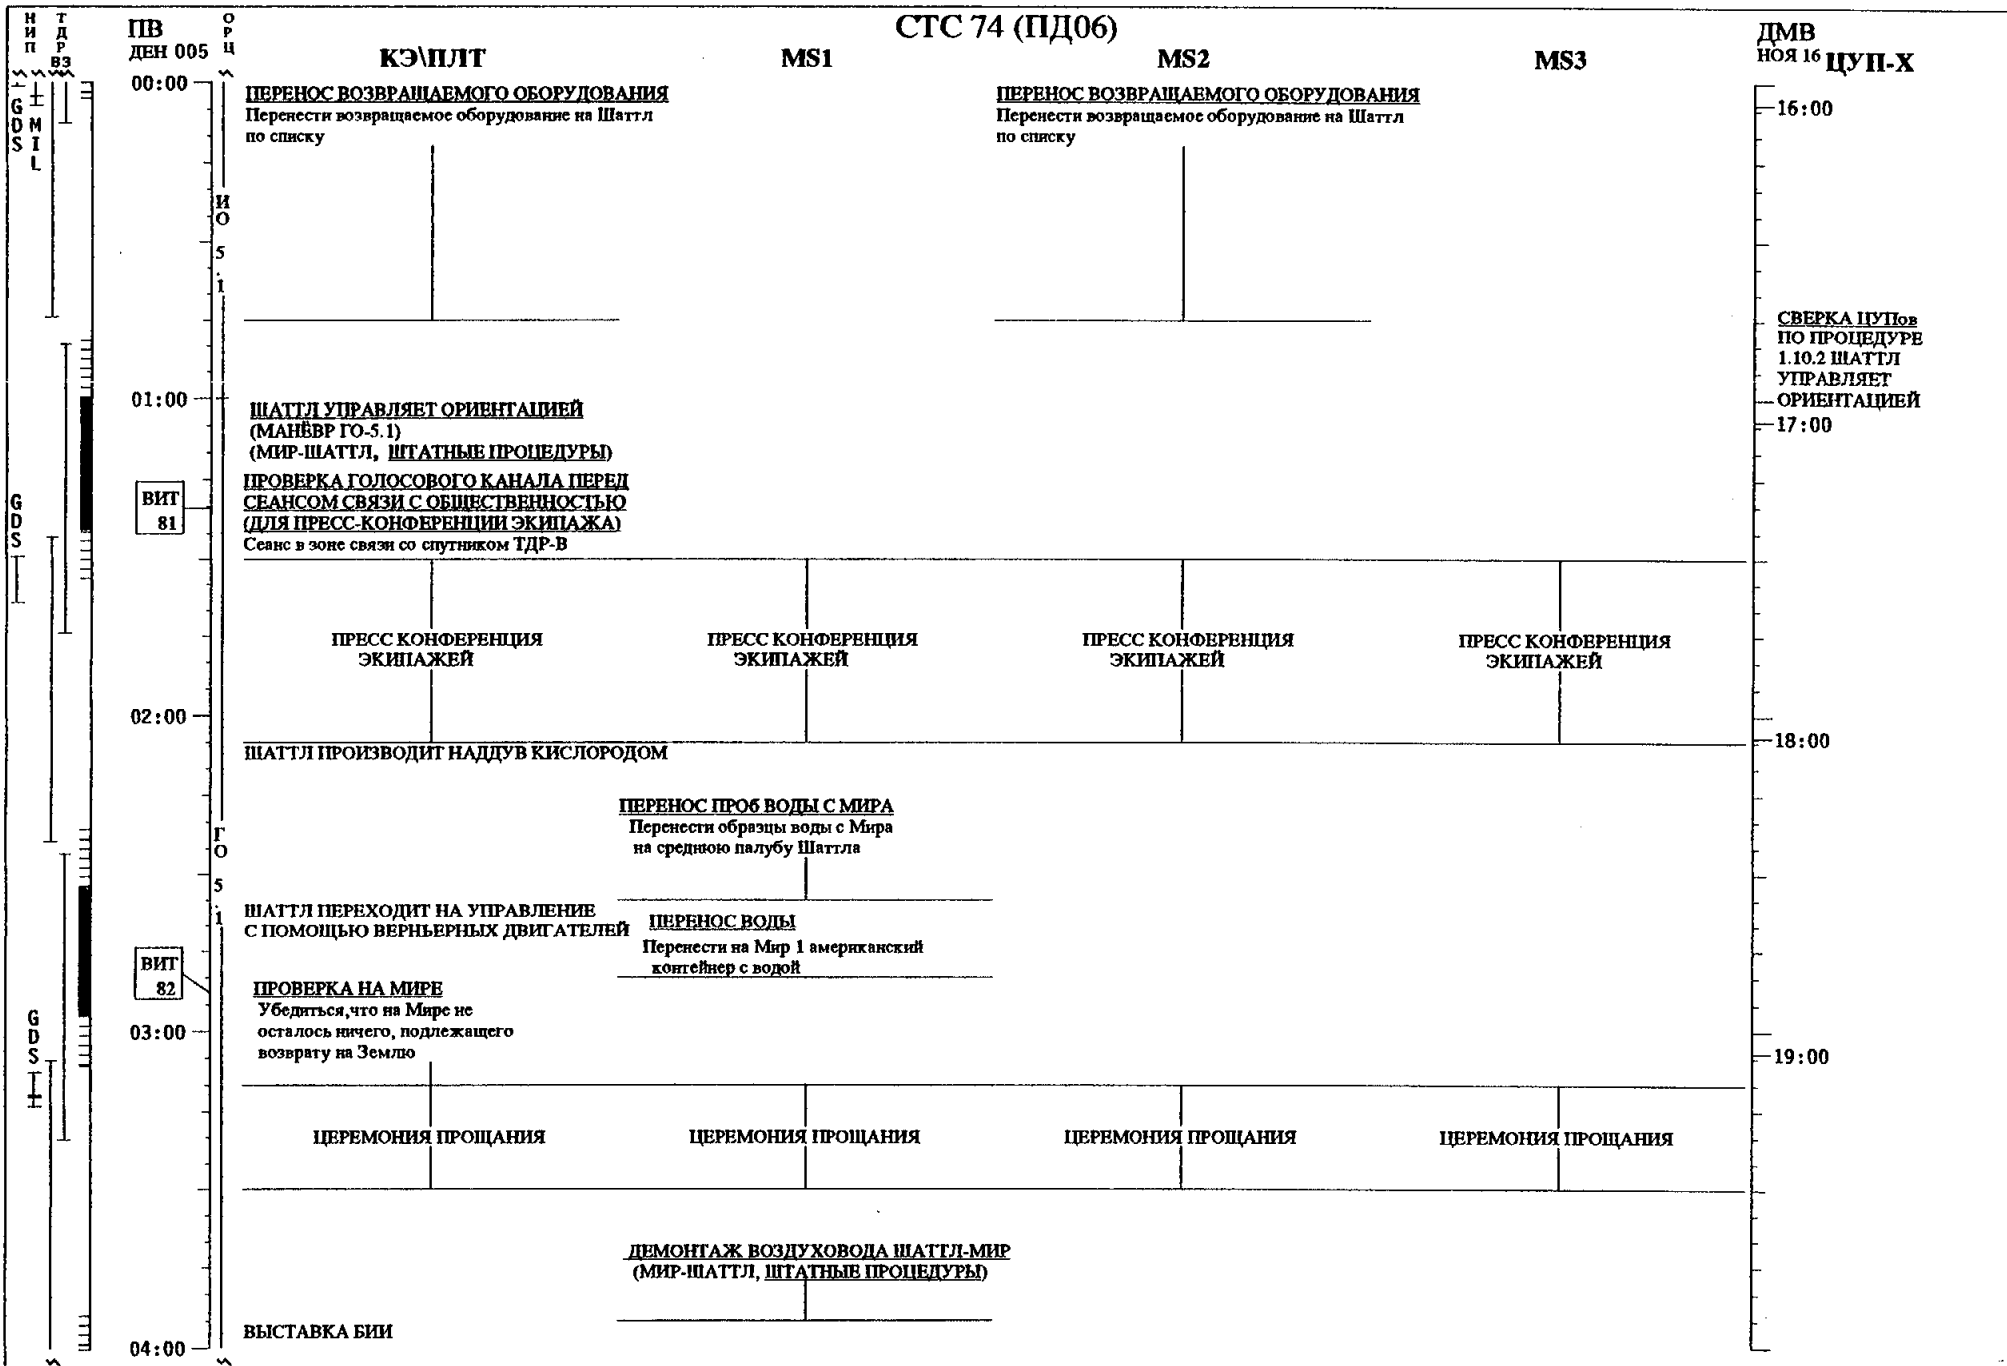 СТС 74 (ПД06)
НИП
ТДР
В3
ПВ
ДЕН 005
ОРЦ
КЭ\ПЛТ
MS1
MS2
MS3
ДМВ
НОЯ 16
ЦУП-Х
00:00
GDS
MIL
ПЕРЕНОС ВОЗВРАЩАЕМОГО ОБОРУДОВАНИЯ
Перенести возвращаемое оборудование на Шаттл
по списку
ПЕРЕНОС ВОЗВРАЩАЕМОГО ОБОРУДОВАНИЯ
Перенести возвращаемое оборудование на Шаттл
по списку
16:00
ИО 5.1
СВЕРКА ЦУПов
ПО ПРОЦЕДУРЕ
1.10.2 ШАТТЛ
УПРАВЛЯЕТ
ОРИЕНТАЦИЕЙ
01:00
17:00
ШАТТЛ УПРАВЛЯЕТ ОРИЕНТАЦИЕЙ
(МАНЁВР ГО-5.1)
(МИР-ШАТТЛ, ШТАТНЫЕ ПРОЦЕДУРЫ)
ПРОВЕРКА ГОЛОСОВОГО КАНАЛА ПЕРЕД
СЕАНСОМ СВЯЗИ С ОБЩЕСТВЕННОСТЬЮ
(ДЛЯ ПРЕСС-КОНФЕРЕНЦИИ ЭКИПАЖА)
Сеанс в зоне связи со спутником ТДР-В
GDS
ВИТ
81
ПРЕСС КОНФЕРЕНЦИЯ
ЭКИПАЖЕЙ
ПРЕСС КОНФЕРЕНЦИЯ
ЭКИПАЖЕЙ
ПРЕСС КОНФЕРЕНЦИЯ
ЭКИПАЖЕЙ
ПРЕСС КОНФЕРЕНЦИЯ
ЭКИПАЖЕЙ
02:00
18:00
ШАТТЛ ПРОИЗВОДИТ НАДДУВ КИСЛОРОДОМ
ПЕРЕНОС ПРОб ВОДЫ С МИРА
Перенести образцы воды с Мира
на среднюю палубу Шаттла
ГО 5.1
ШАТТЛ ПЕРЕХОДИТ НА УПРАВЛЕНИЕ
С ПОМОЩЬЮ ВЕРНЬЕРНЫХ ДВИГАТЕЛЕЙ
ПЕРЕНОС ВОДЫ
Перенести на Мир 1 американский
контейнер с водой
ВИТ
82
ПРОВЕРКА НА МИРЕ
Убедиться,что на Мире не
осталось ничего, подлежащего
возврату на Землю
GDS
03:00
19:00
ЦЕРЕМОНИЯ ПРОЩАНИЯ
ЦЕРЕМОНИЯ ПРОЩАНИЯ
ЦЕРЕМОНИЯ ПРОЩАНИЯ
ЦЕРЕМОНИЯ ПРОЩАНИЯ
ДЕМОНТАЖ ВОЗДУХОВОДА ШАТТЛ-МИР
(МИР-ШАТТЛ, ШТАТНЫЕ ПРОЦЕДУРЫ)
ВЫСТАВКА БИИ
04:00